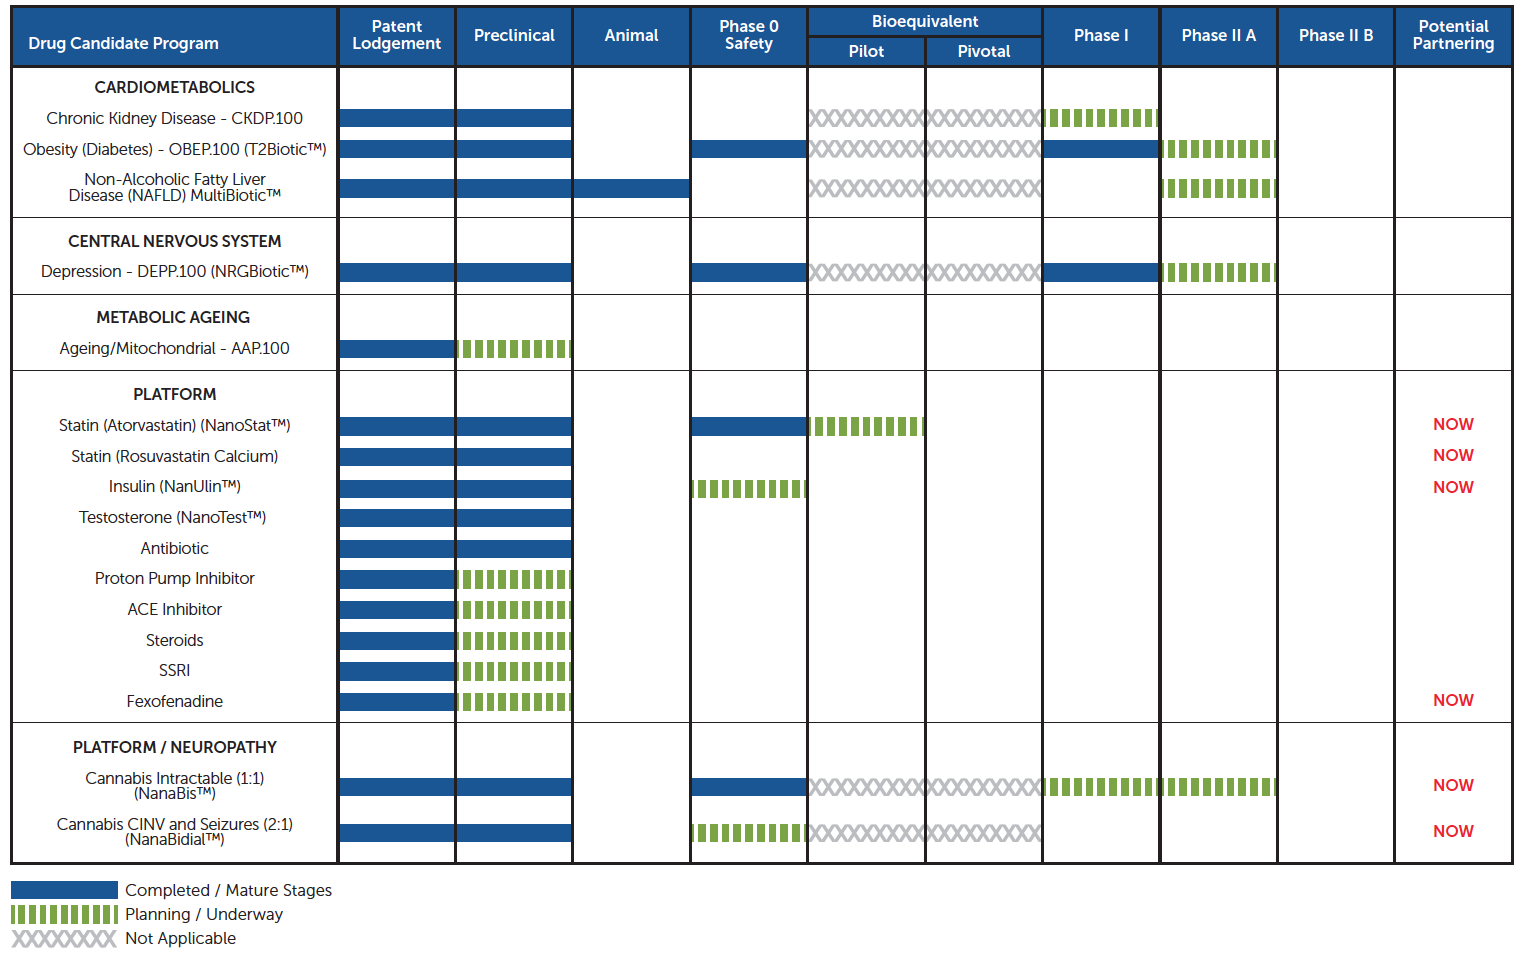 Drug Candidate Program
Patent
Lodgement
Preclinical
Animal
Phase 0
Safety
Bioequivalent
Pilot
Pivotal
Phase I
Phase II A
Phase II B
Potential
Partnering
CARDIOMETABOLICS
Chronic Kidney Disease - CKDP.100
Obesity (Diabetes) - OBEP.100 (T2Biotic™)
Non-Alcoholic Fatty Liver
Disease (NAFLD) MultiBiotic™
CENTRAL NERVOUS SYSTEM
Depression - DEPP.100 (NRGBiotic™)
METABOLIC AGEING
Ageing/Mitochondrial - AAP.100
PLATFORM
Statin (Atorvastatin) (NanoStat™) NOW
Statin (Rosuvastatin Calcium) NOW
Insulin (NanUlin™) NOW
Testosterone (NanoTest™)
Antibiotic
Proton Pump Inhibitor
ACE Inhibitor
Steroids
SSRI
Fexofenadine NOW
PLATFORM / NEUROPATHY
Cannabis Intractable (1:1)
(NanaBis™) NOW
Cannabis CINV and Seizures (2:1)
(NanaBidial™) NOW
Completed / Mature Stages
Planning / Underway
Not Applicable